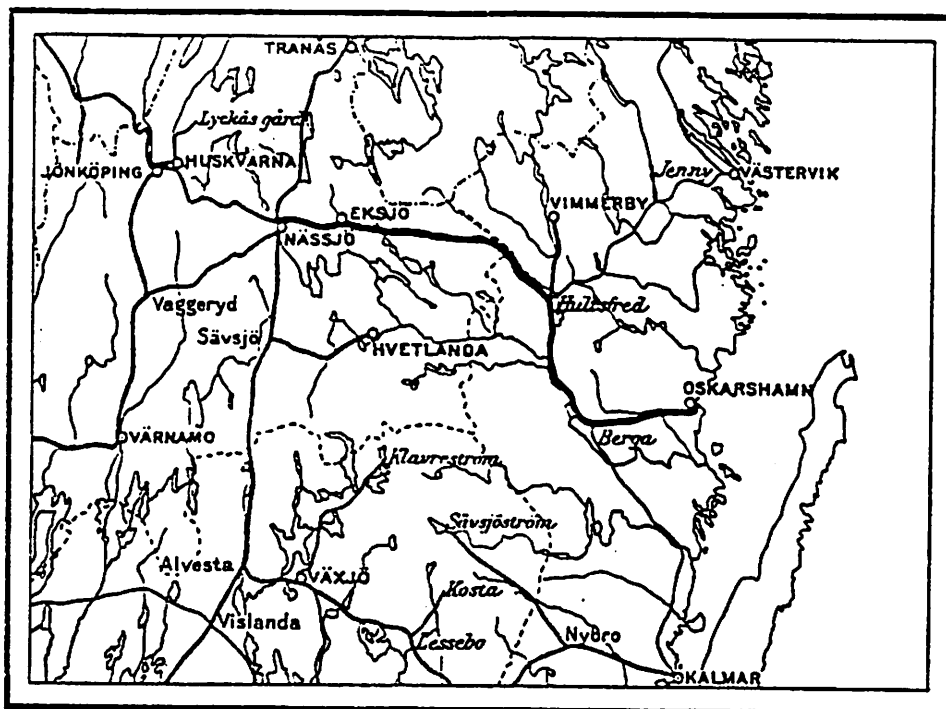 TRANÅS
Lyckås gård
HUSKVARNA
JÖNKÖPING
Jenny
VÄSTERVIK
VIMMERBY
EKSJÖ
NÄSSJÖ
Vaggeryd
Hultsfred
Sävsjö
HVETLANDA
OSKARSHAMN
VÄRNAMO
Berga
Klavreström
Sävsjöström
Alvesta
VÄXJÖ
Kosta
Vislanda
Lessebo
Nybro
KALMAR